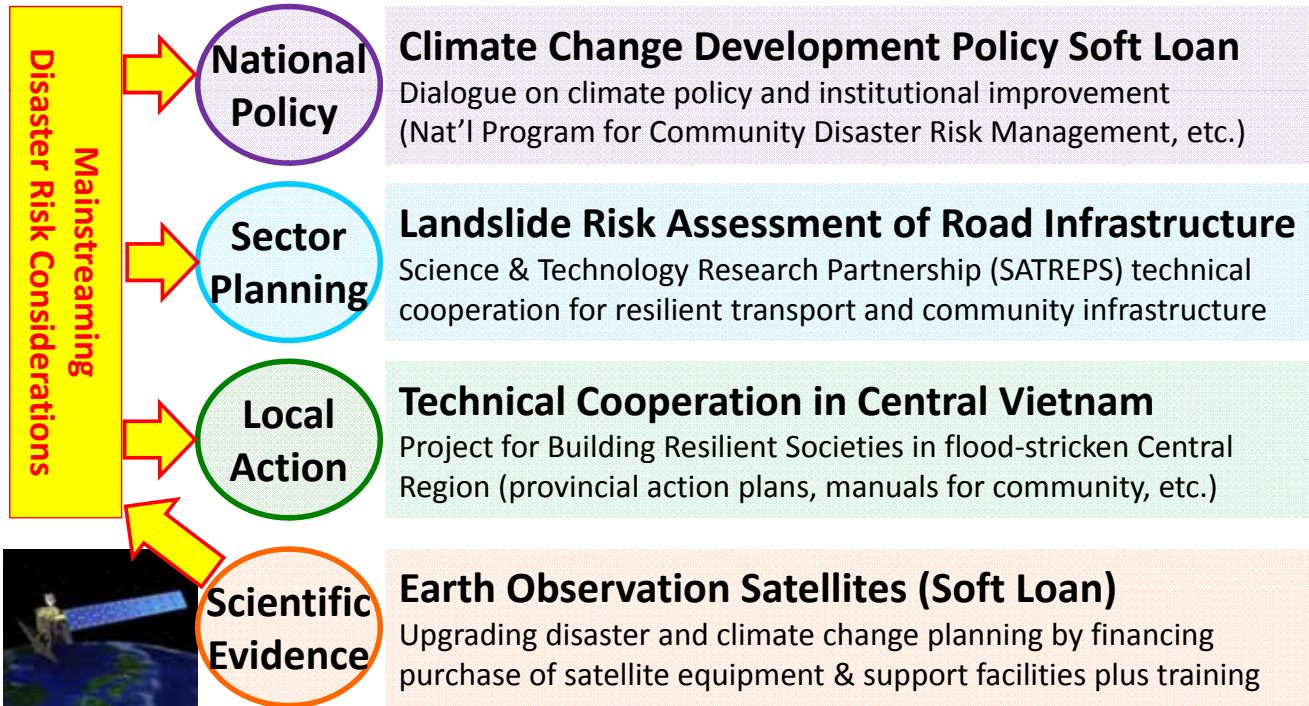 Mainstreaming
Disaster Risk Considerations
National
Policy
Climate Change Development Policy Soft Loan
Dialogue on climate policy and institutional improvement
(Nat’l Program for Community Disaster Risk Management, etc.)
Sector
Planning
Landslide Risk Assessment of Road Infrastructure
Science & Technology Research Partnership (SATREPS) technical
cooperation for resilient transport and community infrastructure
Local
Action
Technical Cooperation in Central Vietnam
Project for Building Resilient Societies in flood-stricken Central
Region (provincial action plans, manuals for community, etc.)
Scientific
Evidence
Earth Observation Satellites (Soft Loan)
Upgrading disaster and climate change planning by financing
purchase of satellite equipment & support facilities plus training